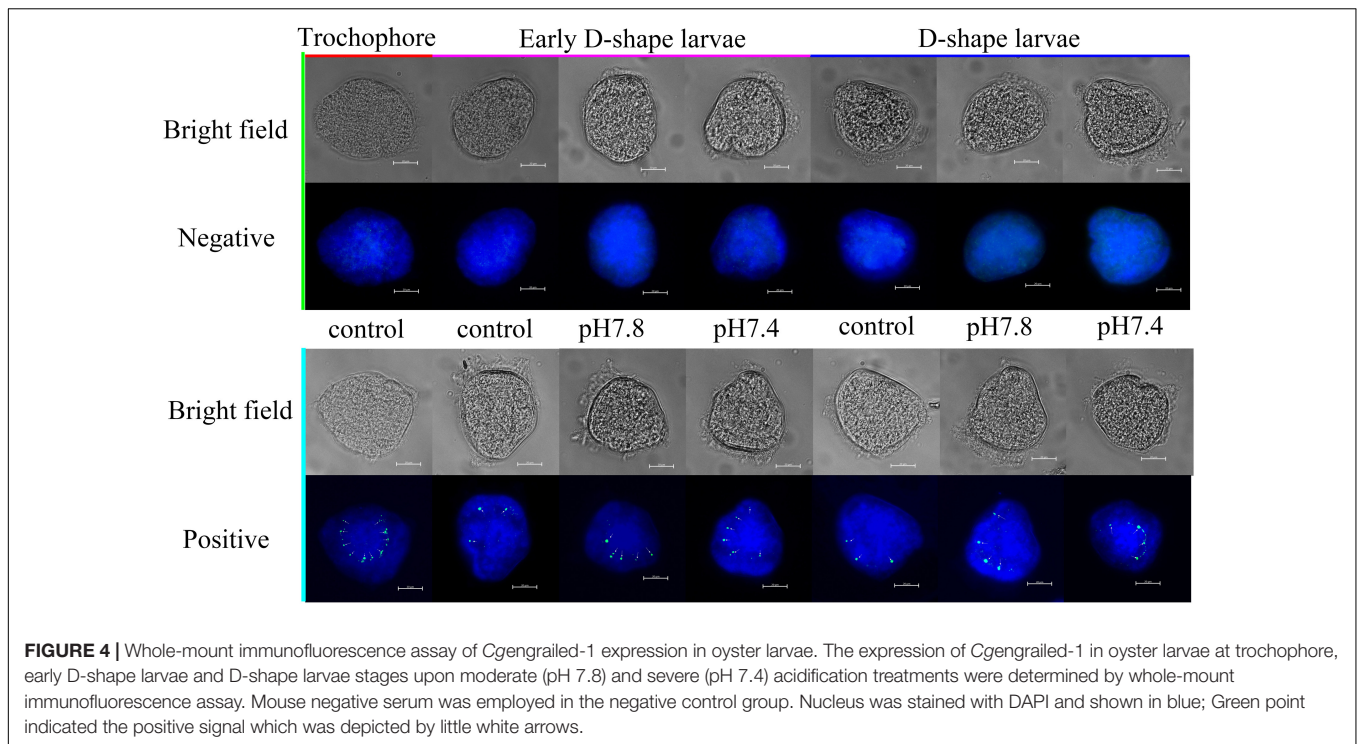 Trochophore Early D-shape larvae D-shape larvae
Bright field
Negative
control control pH7.8 pH7.4 control pH7.8 pH7.4
Bright field
Positive
FIGURE 4 | Whole-mount immunofluorescence assay of Cgengrailed-1 expression in oyster larvae. The expression of Cgengrailed-1 in oyster larvae at trochophore,
early D-shape larvae and D-shape larvae stages upon moderate (pH 7.8) and severe (pH 7.4) acidification treatments were determined by whole-mount
immunofluorescence assay. Mouse negative serum was employed in the negative control group. Nucleus was stained with DAPI and shown in blue; Green point
indicated the positive signal which was depicted by little white arrows.